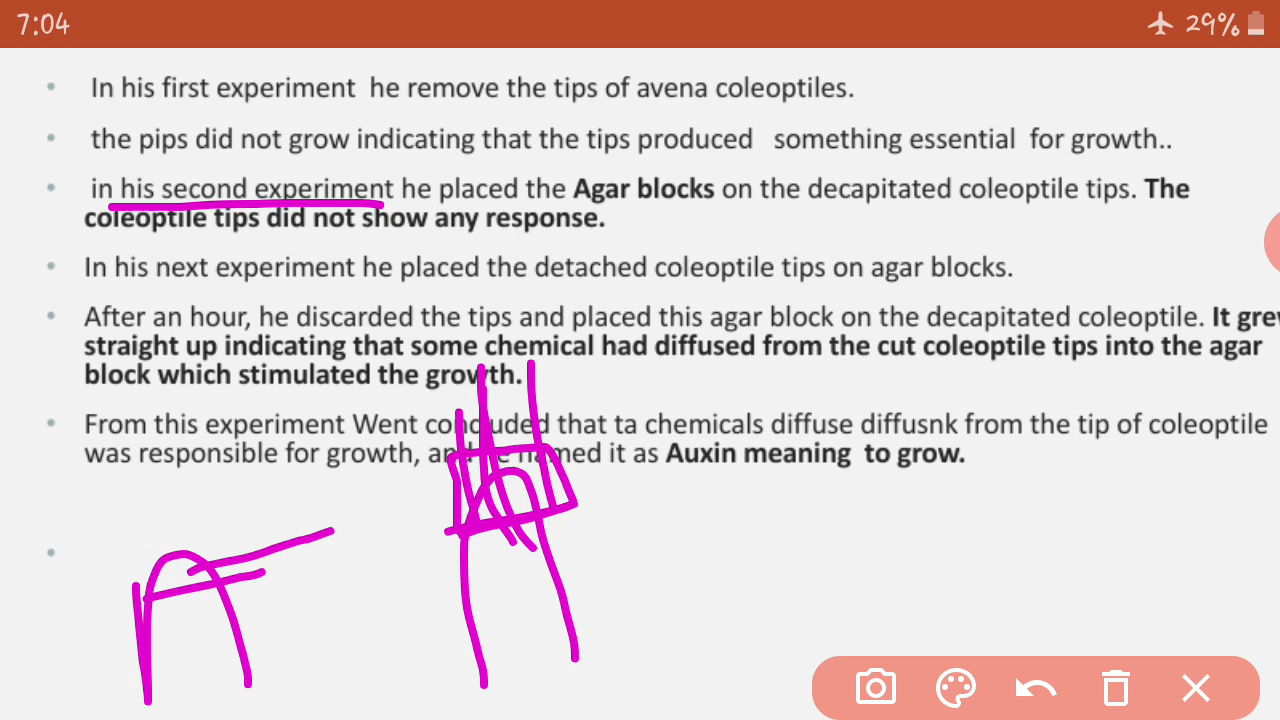 7:04
29%
In his first experiment he remove the tips of avena coleoptiles.
the pips did not grow indicating that the tips produced something essential for growth..
in his second experiment he placed the Agar blocks on the decapitated coleoptile tips. The
coleoptile tips did not show any response.
In his next experiment he placed the detached coleoptile tips on agar blocks.
After an hour, he discarded the tips and placed this agar block on the decapitated coleoptile. It grew
straight up indicating that some chemical had diffused from the cut coleoptile tips into the agar
block which stimulated the growth.
From this experiment Went concluded that ta chemicals diffuse diffusnk from the tip of coleoptile
was responsible for growth, and he named it as Auxin meaning to grow.